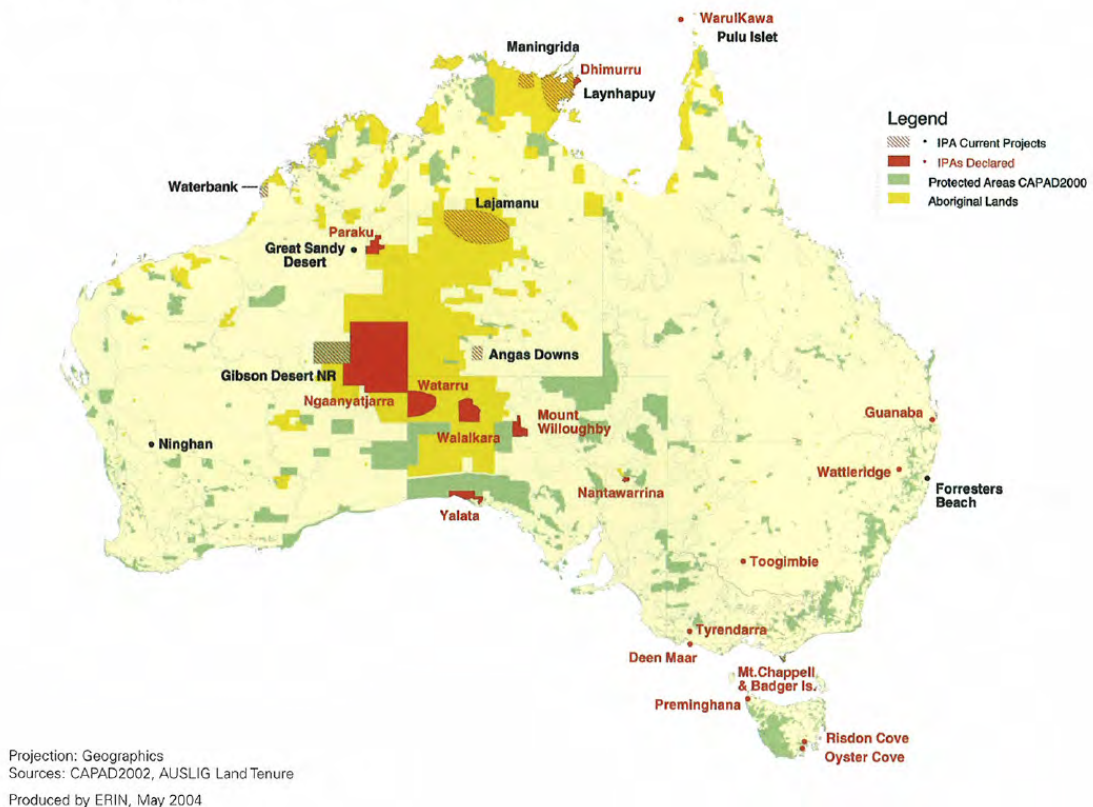 WarulKawa
Pulu Islet
Maningrida
Dhimurru
Laynhapuy
Legend
IPA Current Projects
IPAs Declared
Protected Areas CAPAD2000
Aboriginal Lands
Waterbank
Lajamanu
Paraku
Great Sandy
Desert
Angas Downs
Gibson Desert NR
Ngaanyatjarra
Watarru
Walalkara
Mount
Willoughby
Guanaba
Ninghan
Wattleridge
Nantawarrina
Forresters
Beach
Yalata
Toogimbie
Tyrendarra
Deen Maar
Mt.Chappell
& Badger Is.
Preminghana
Risdon Cove
Oyster Cove
Projection: Geographics
Sources: CAPAD2002, AUSLIG Land Tenure
Produced by ERIN, May 2004